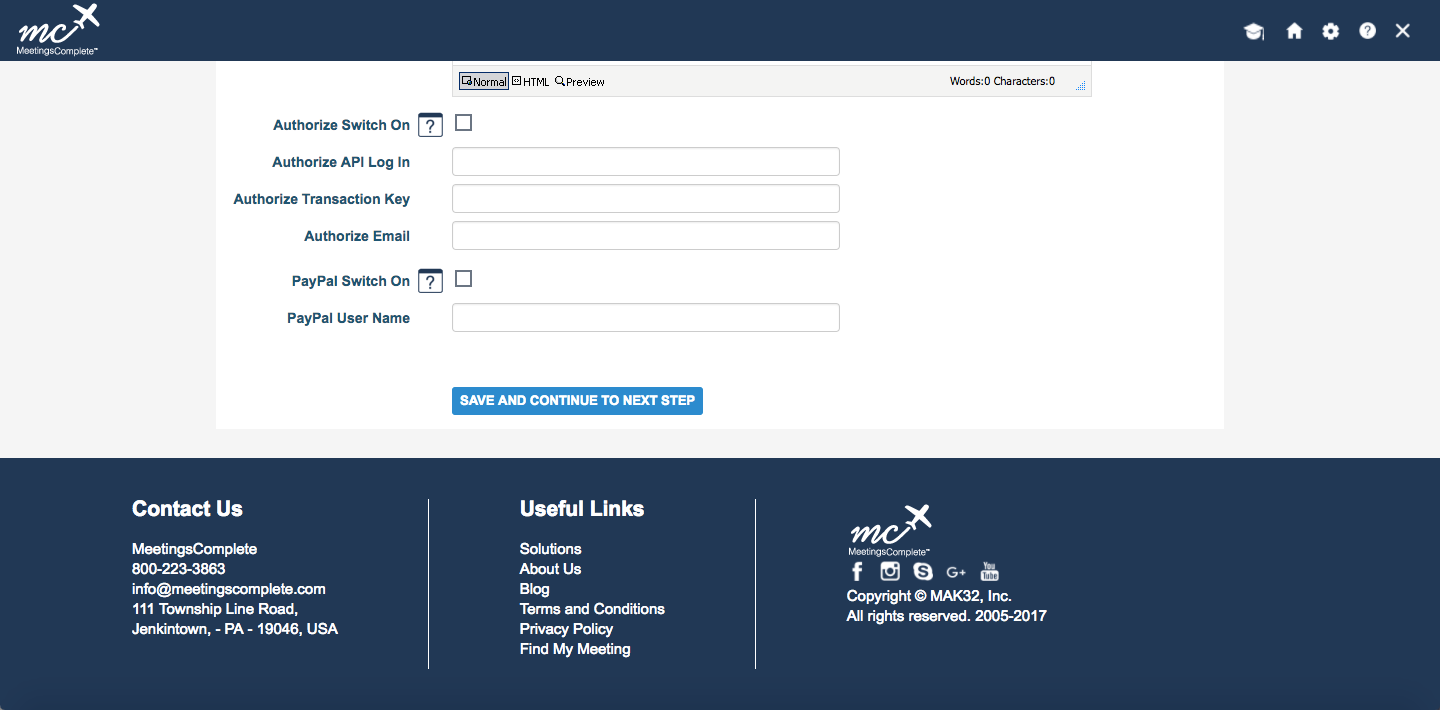 mc
MeetingsComplete™
Normal HTML Preview Words:0 Characters:0
Authorize Switch On ?
Authorize API Log In
Authorize Transaction Key
Authorize Email
PayPal Switch On ?
PayPal User Name
SAVE AND CONTINUE TO NEXT STEP
Contact Us
MeetingsComplete
800-223-3863
info@meetingscomplete.com
111 Township Line Road,
Jenkintown, - PA - 19046, USA
Useful Links
Solutions
About Us
Blog
Terms and Conditions
Privacy Policy
Find My Meeting
mc
MeetingsComplete™
f G+ You Tube
Copyright © MAK32, Inc.
All rights reserved. 2005-2017